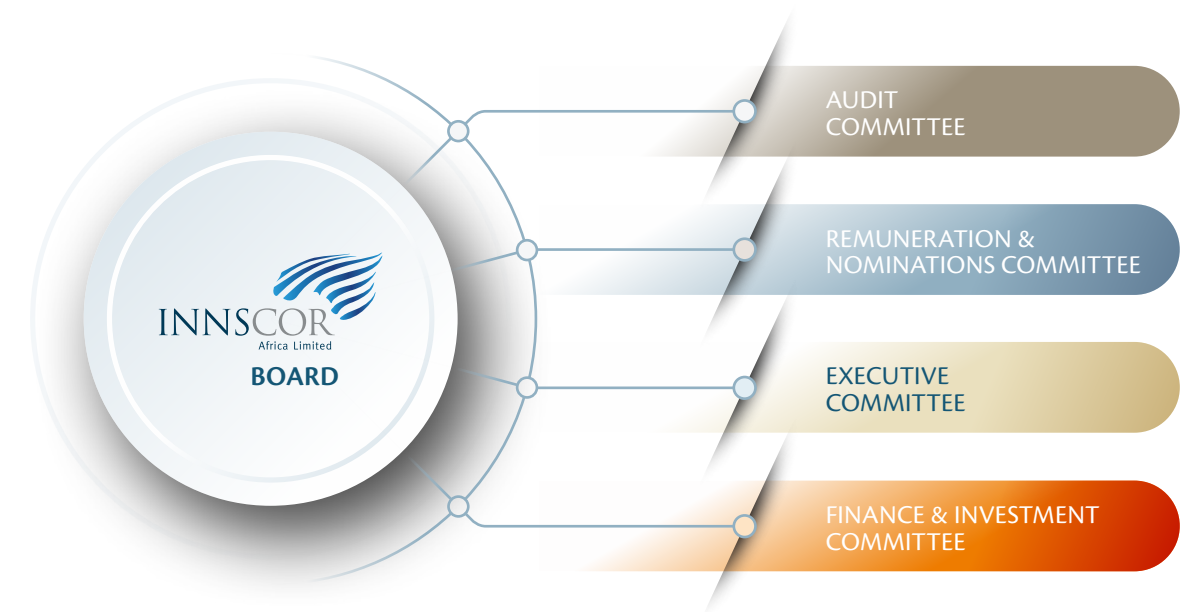 INNSCOR
Africa Limited
BOARD
AUDIT
COMMITTEE
REMUNERATION &
NOMINATIONS COMMITTEE
EXECUTIVE
COMMITTEE
FINANCE & INVESTMENT
COMMITTEE